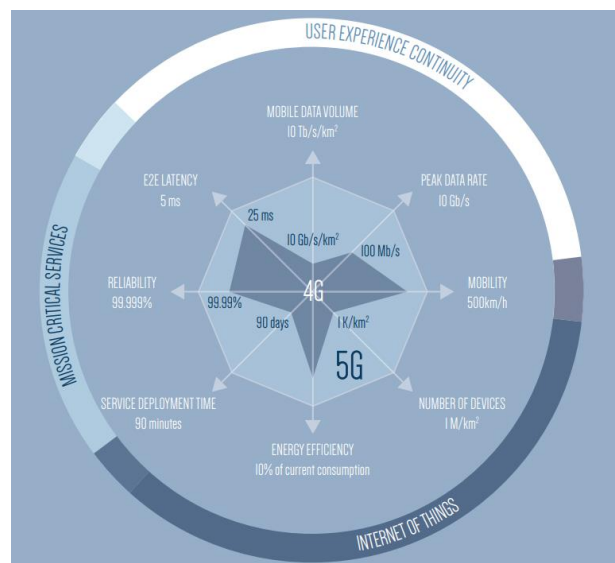 USER EXPERIENCE CONTINUITY
MOBILE DATA VOLUME
10 Tb/s/km²
E2E LATENCY
5 ms
PEAK DATA RATE
10 Gb/s
25 ms
10 Gb/s/km²
100 Mb/s
RELIABILITY
99.999%
99.99%
4G
MOBILITY
500km/h
90 days
1 K/km²
5G
SERVICE DEPLOYMENT TIME
90 minutes
NUMBER OF DEVICES
1 M/km²
ENERGY EFFICIENCY
10% of current consumption
MISSION CRITICAL SERVICES
INTERNET OF THINGS